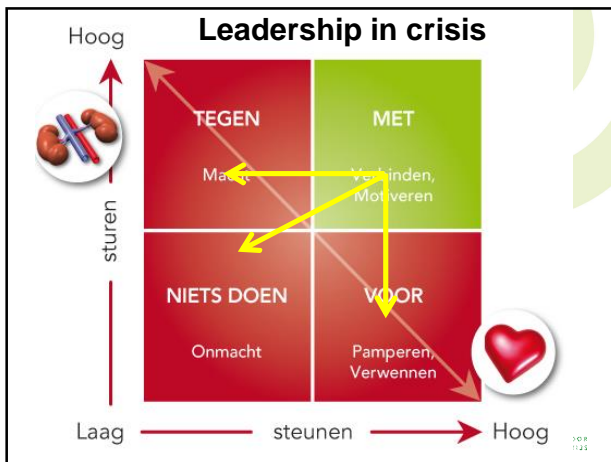 Leadership in crisis
Hoog
TEGEN
MET
Macht
Verbinden,
Motiveren
sturen
NIETS DOEN
VOOR
Onmacht
Pamperen,
Verwennen
Laag
steunen
Hoog